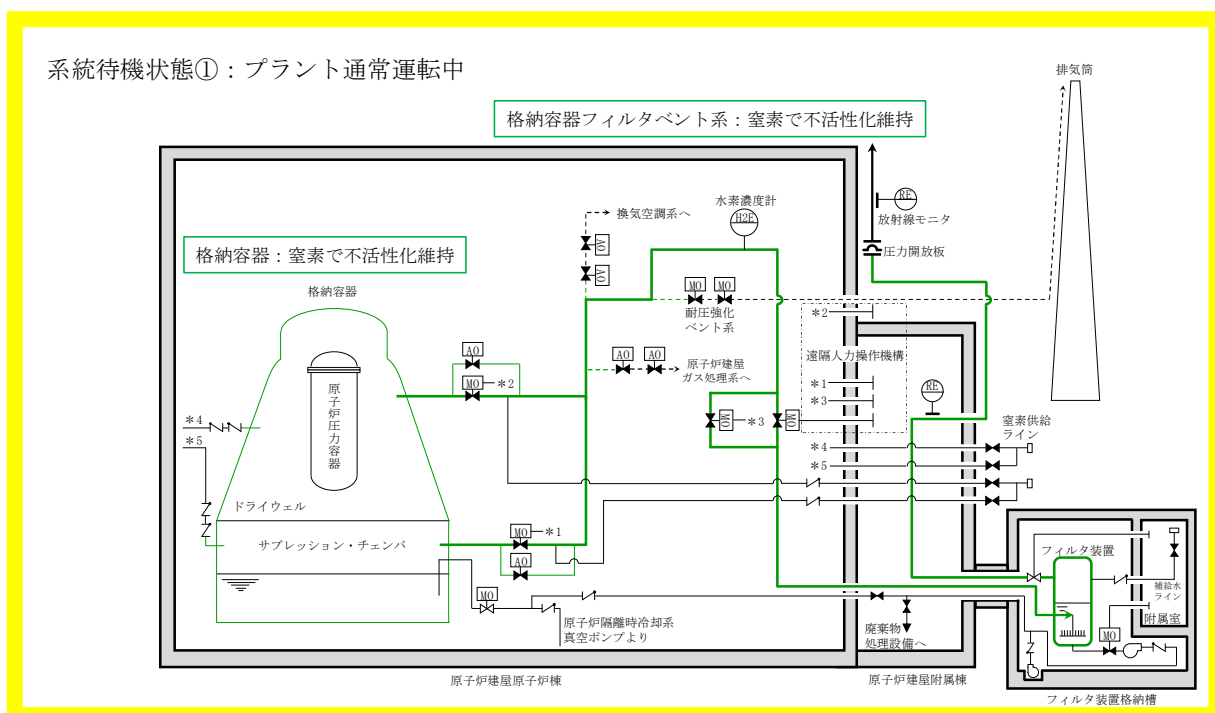 系統待機状態①：プラント通常運転中
排気筒
格納容器フィルタベント系：窒素で不活性化維持
水素濃度計
H2E
RE
放射線モニタ
換気空調系へ
AO
AO
圧力開放板
格納容器：窒素で不活性化維持
格納容器
MO
MO
耐圧強化
ベント系
＊2
遠隔人力操作機構
AO
MO
＊2
AO
AO
原子炉建屋
ガス処理系へ
＊1
＊3
RE
原子炉圧力容器
＊4
＊5
MO
＊3
MO
窒素供給
ライン
＊4
＊5
ドライウェル
サプレッション・チェンバ
MO
＊1
AO
フィルタ装置
補給水
ライン
附属室
MO
MO
原子炉隔離時冷却系
真空ポンプより
廃棄物
処理設備へ
原子炉建屋原子炉棟
原子炉建屋附属棟
フィルタ装置格納槽